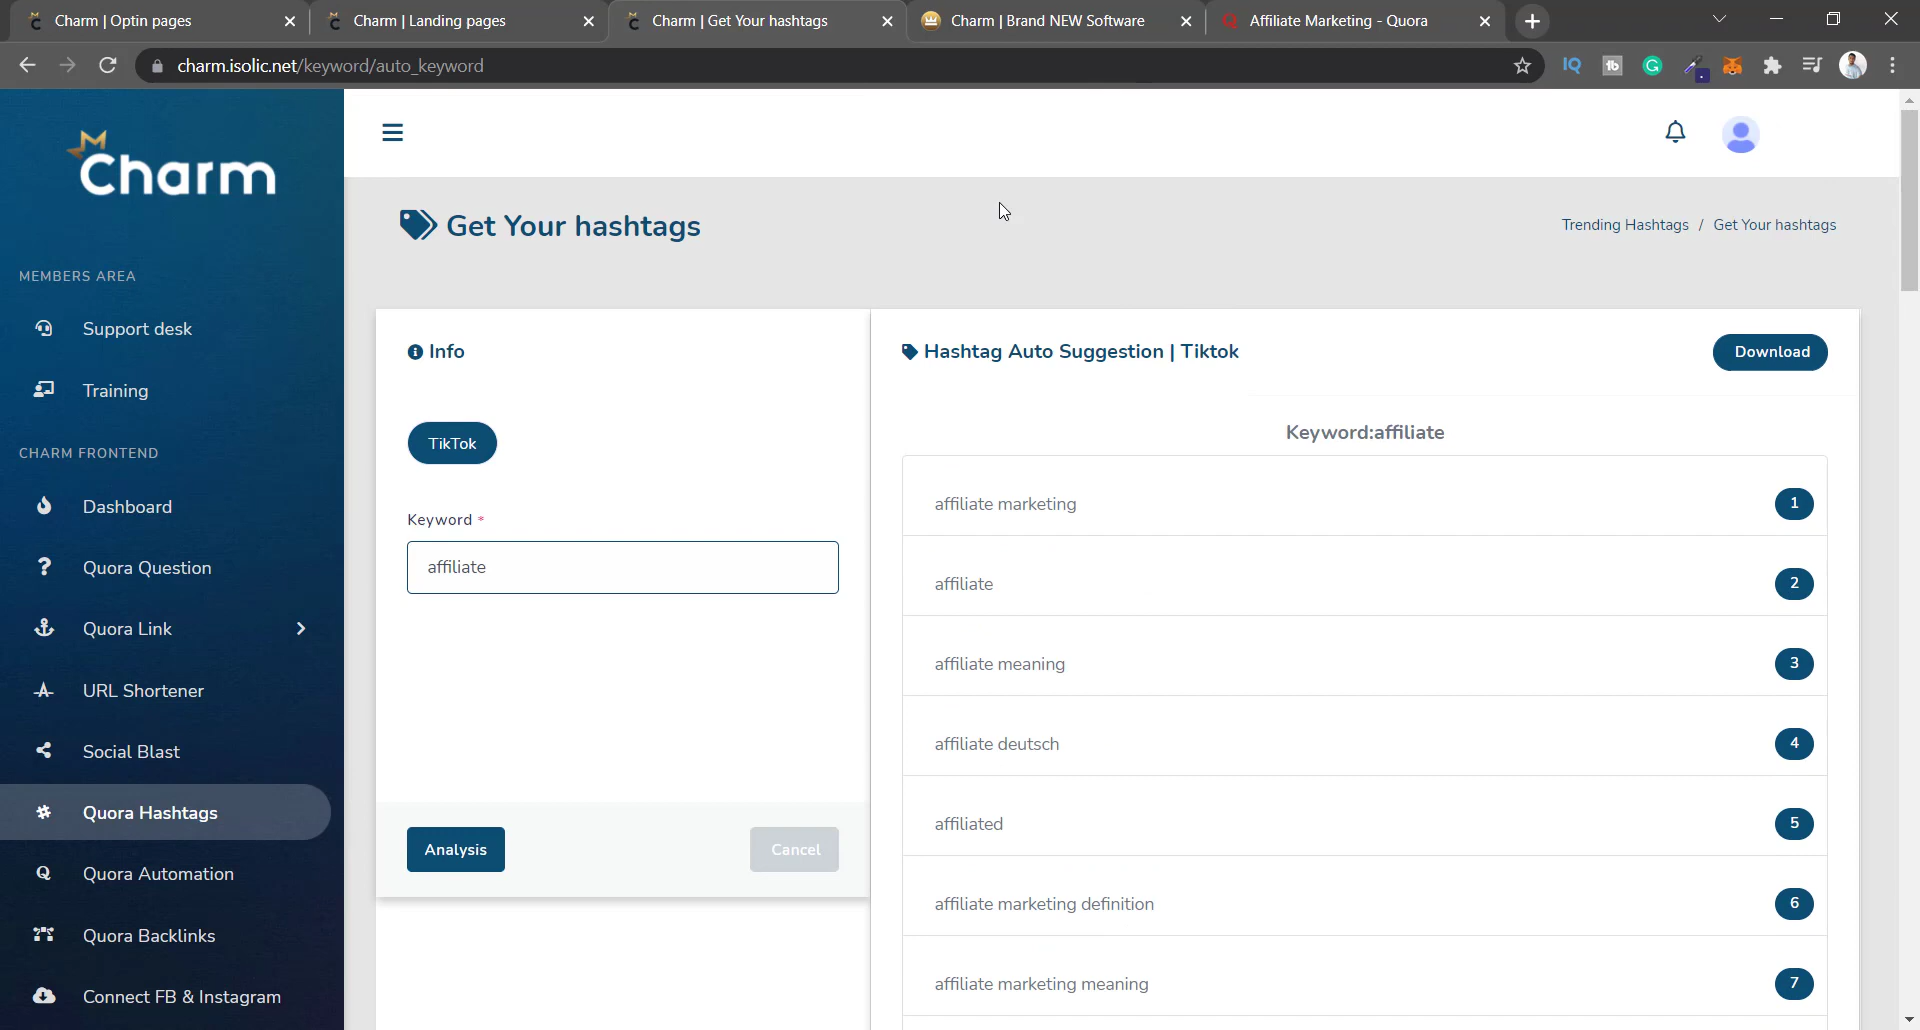 Charm | Optin pages
Charm | Landing pages
Charm | Get Your hashtags
Charm | Brand NEW Software
Affiliate Marketing - Quora
charm.isolic.net/keyword/auto_keyword
Charm
Get Your hashtags
Trending Hashtags / Get Your hashtags
MEMBERS AREA
Support desk
Training
CHARM FRONTEND
Dashboard
Quora Question
Quora Link
URL Shortener
Social Blast
Quora Hashtags
Quora Automation
Quora Backlinks
Connect FB & Instagram
Info
TikTok
Keyword *
affiliate
Analysis
Cancel
Hashtag Auto Suggestion | Tiktok
Download
Keyword:affiliate
affiliate marketing 1
affiliate 2
affiliate meaning 3
affiliate deutsch 4
affiliated 5
affiliate marketing definition 6
affiliate marketing meaning 7